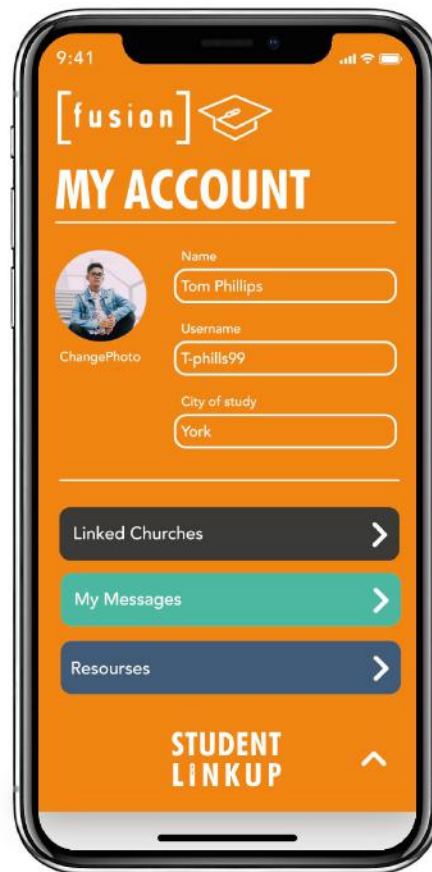 9:41
[fusion]
MY ACCOUNT
Name
Tom Phillips
Username
T-phills99
ChangePhoto
City of study
York
Linked Churches
My Messages
Resourses
STUDENT
LINKUP